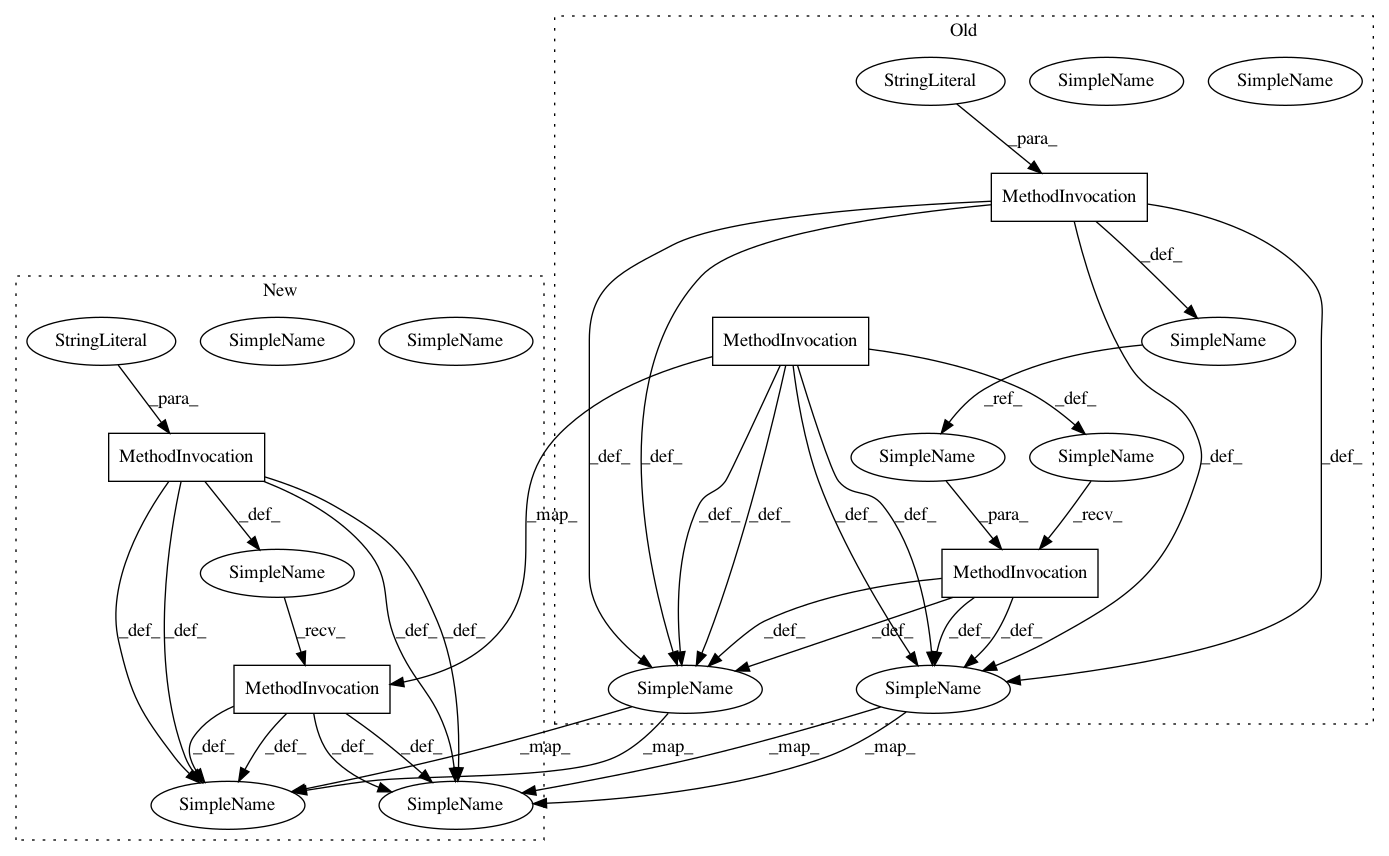 Old
StringLiteral SimpleName SimpleName
_para_
MethodInvocation
_def_
New
StringLiteral SimpleName SimpleName
MethodInvocation
SimpleName
_para_
_ref_ _def_
MethodInvocation
_def_ _def_
SimpleName SimpleName
_def_
_def_
_def_
_map_
_def_ _def_ _def_ _def_
_para_ _recv_
SimpleName
MethodInvocation
_def_ _def_ _def_ _def_
_recv_
_def_ _def_ _def_ _def_
MethodInvocation
SimpleName SimpleName
_def_ _def_ _def_ _def_
_map_ _map_ _map_ _map_
SimpleName SimpleName